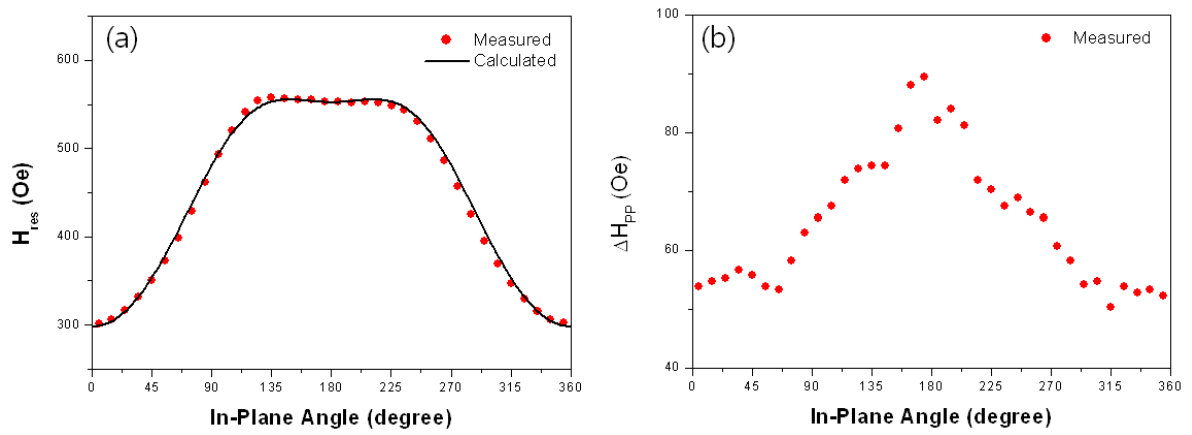 (a)
Measured
Calculated
600
500
400
300
H_res (Oe)
0 45 90 135 180 225 270 315 360
In-Plane Angle (degree)
(b)
Measured
100
80
60
40
ΔH_PP (Oe)
0 45 90 135 180 225 270 315 360
In-Plane Angle (degree)